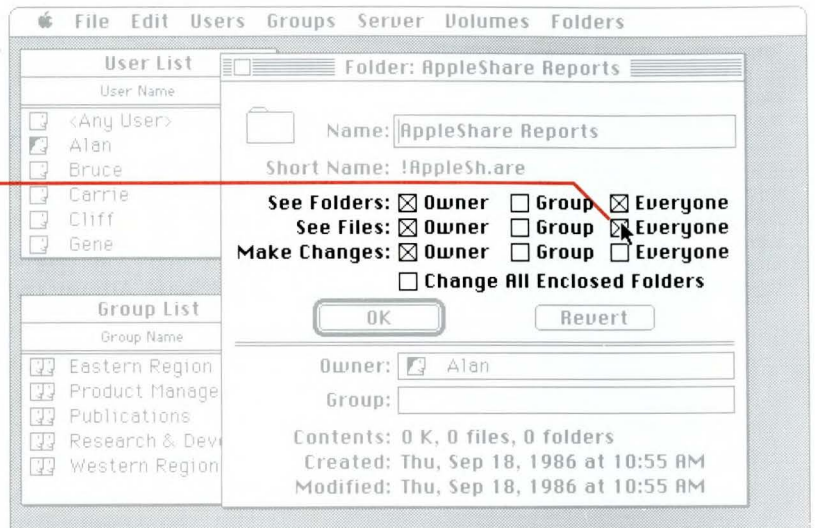 File Edit Users Groups Server Volumes Folders
User List
User Name
<Any User>
Alan
Bruce
Carrie
Cliff
Gene
Group List
Group Name
Eastern Region
Product Manage
Publications
Research & Deve
Western Region
Folder: AppleShare Reports
Name: AppleShare Reports
Short Name: !AppleSh.are
See Folders: Owner Group Everyone
See Files: Owner Group Everyone
Make Changes: Owner Group Everyone
Change All Enclosed Folders
OK Revert
Owner: Alan
Group:
Contents: 0 K, 0 files, 0 folders
Created: Thu, Sep 18, 1986 at 10:55 AM
Modified: Thu, Sep 18, 1986 at 10:55 AM